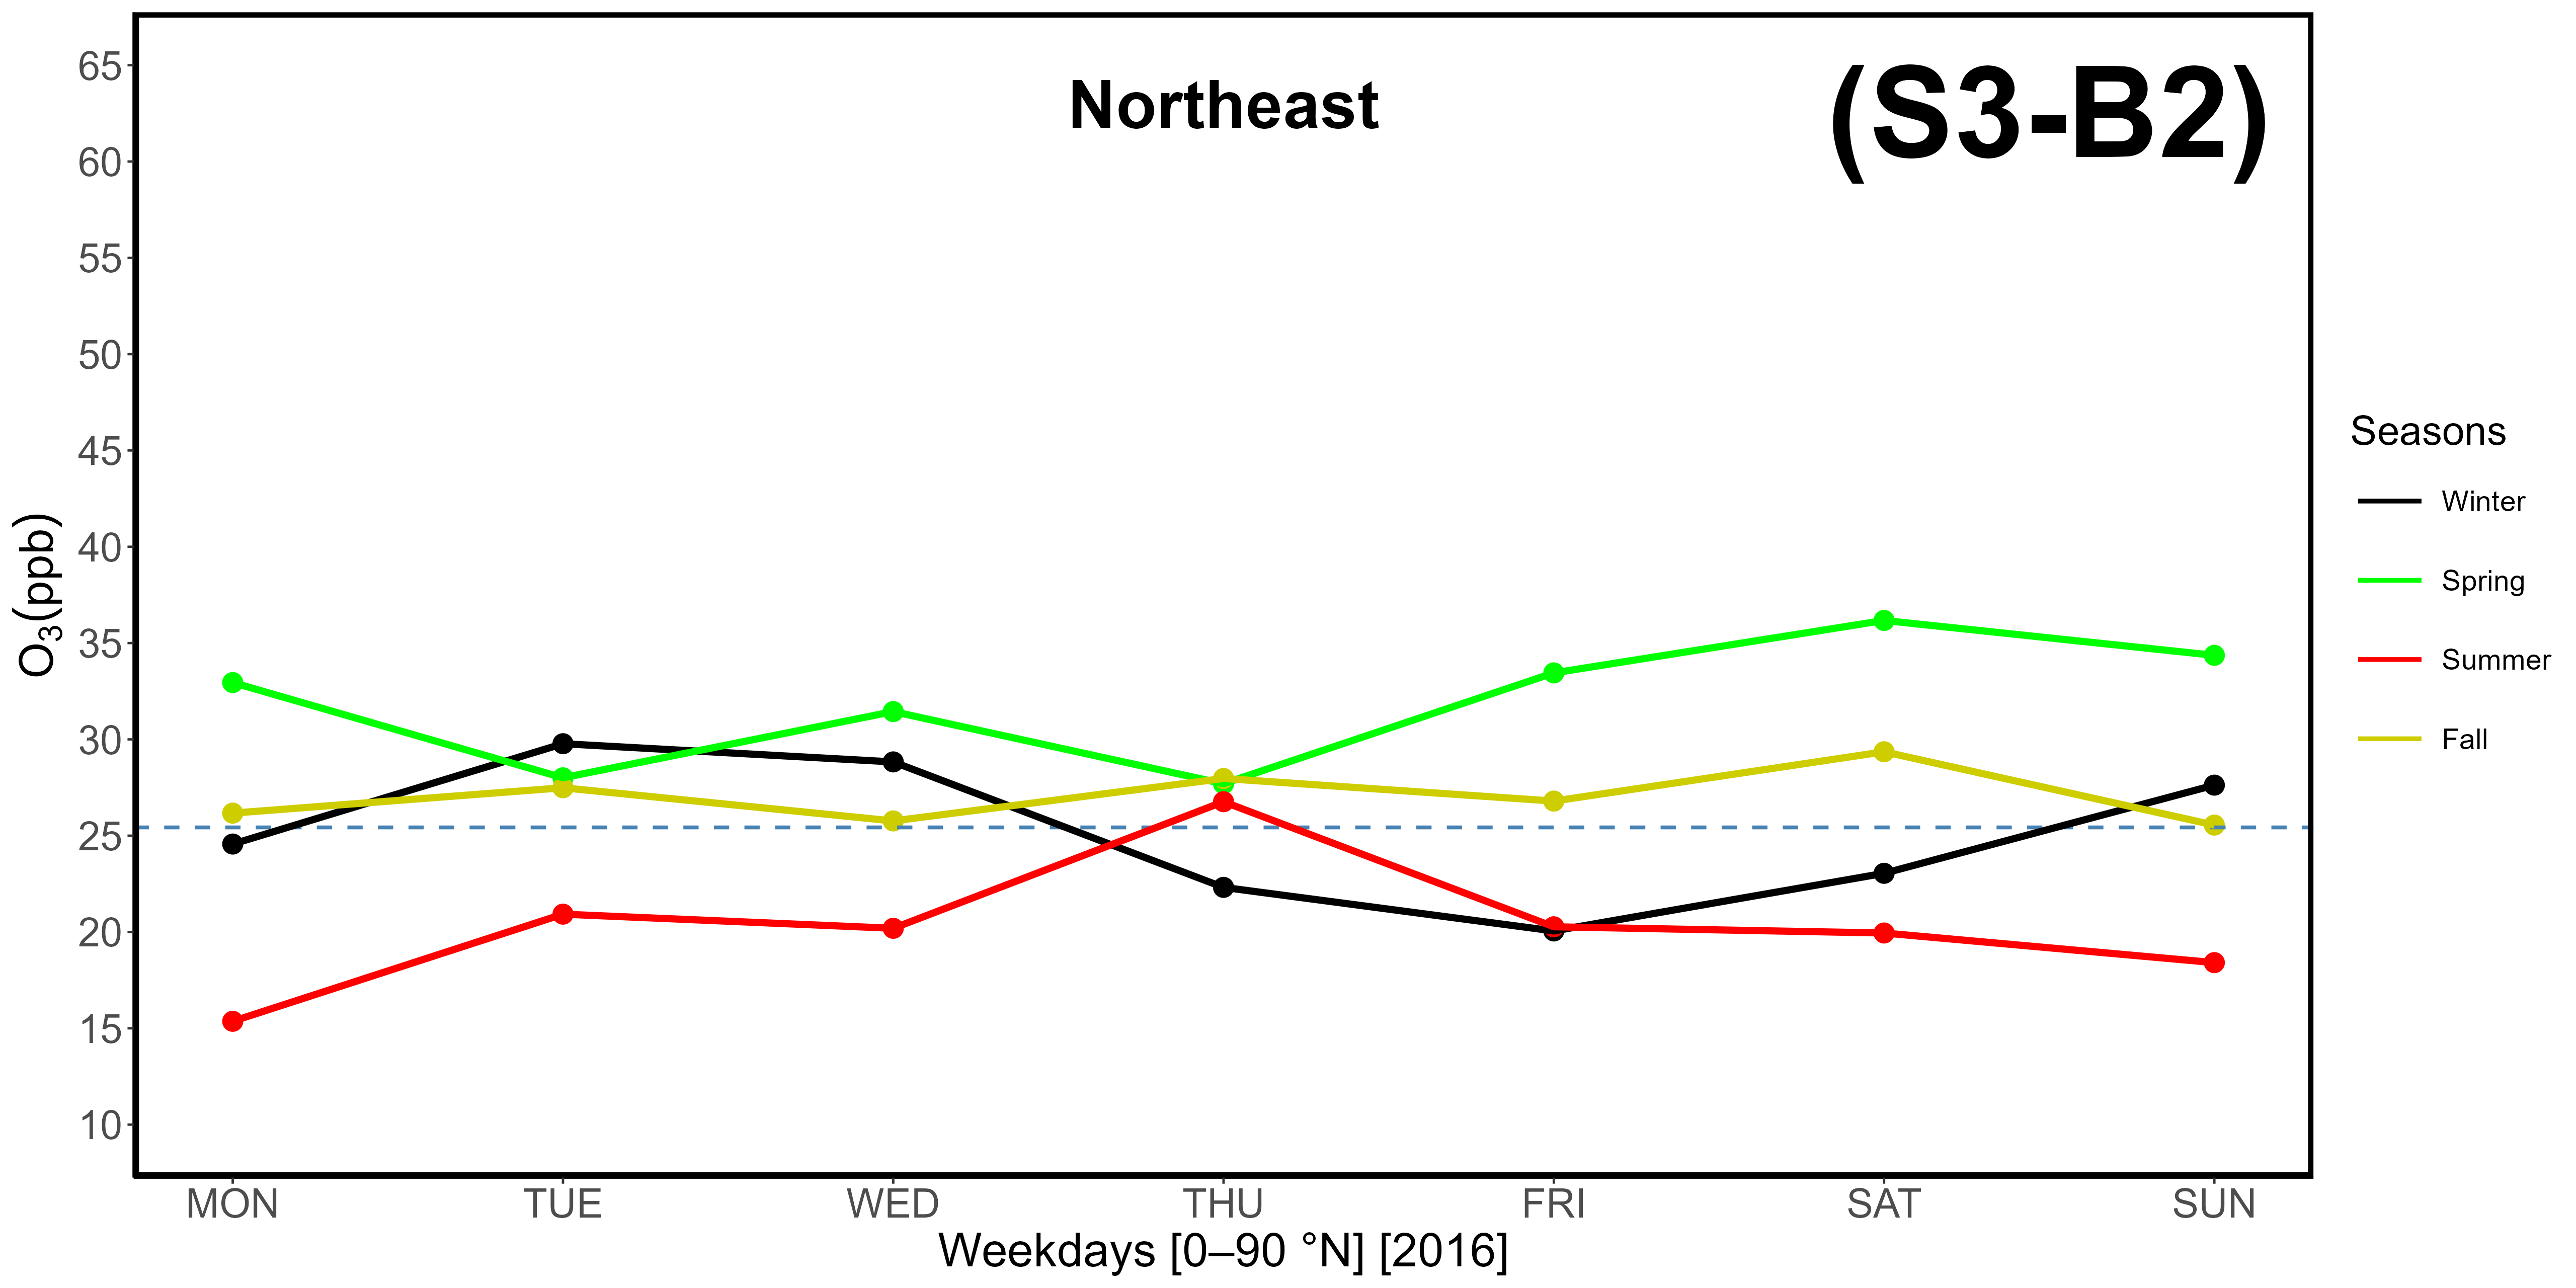 Northeast
(S3-B2)
65
60
55
50
45
40
35
30
25
20
15
10
O₃(ppb)
MON TUE WED THU FRI SAT SUN
Weekdays [0–90 °N] [2016]
Seasons
Winter
Spring
Summer
Fall